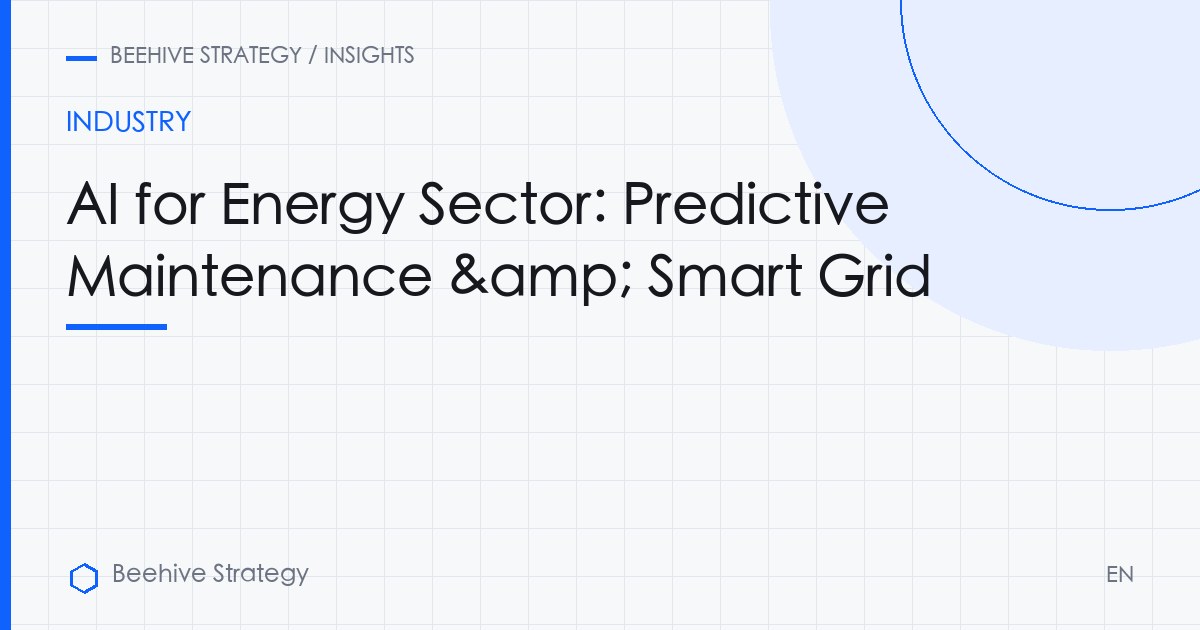 BEEHIVE STRATEGY / INSIGHTS
INDUSTRY
AI for Energy Sector: Predictive
Maintenance &amp; Smart Grid
Beehive Strategy
EN